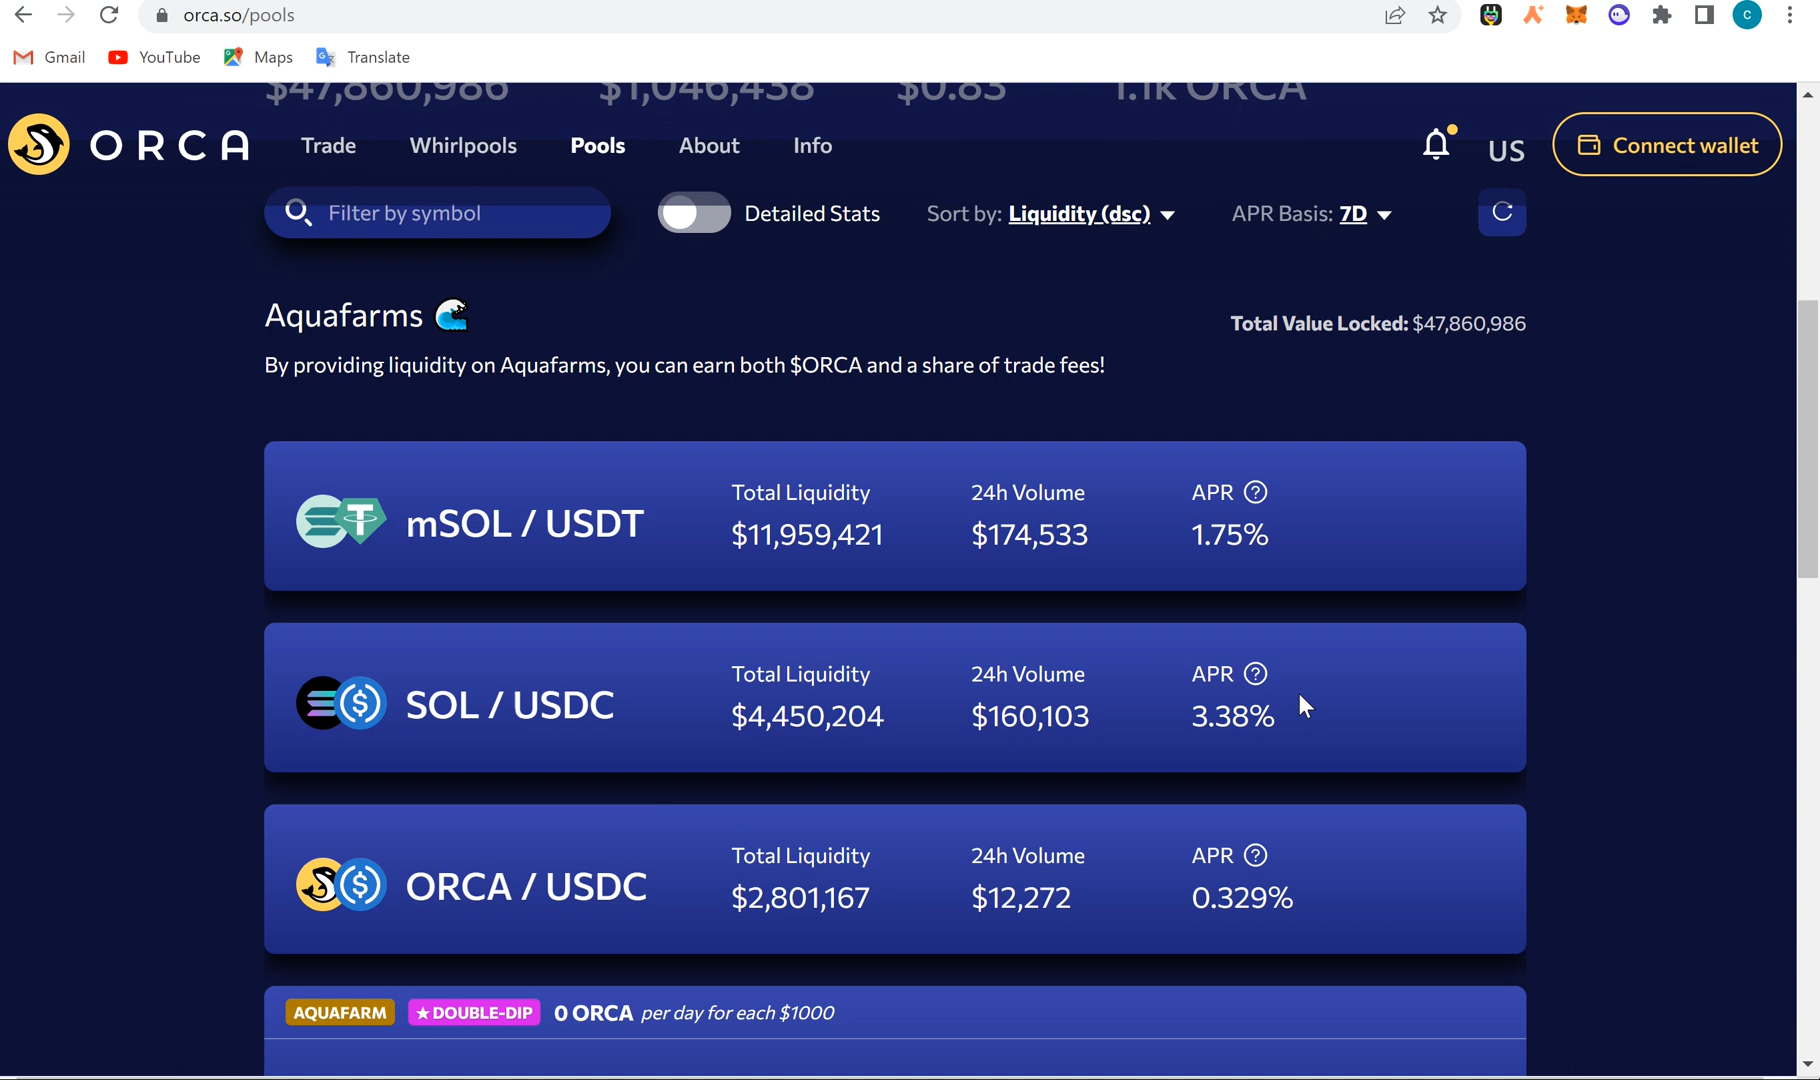 orca.so/pools
C
Gmail YouTube Maps Translate
$47,860,986 $1,046,438 $0.83 1.1k ORCA
ORCA Trade Whirlpools Pools About Info US Connect wallet
Filter by symbol Detailed Stats Sort by: Liquidity (dsc) APR Basis: 7D
Aquafarms Total Value Locked: $47,860,986
By providing liquidity on Aquafarms, you can earn both $ORCA and a share of trade fees!
Total Liquidity 24h Volume APR ?
mSOL / USDT $11,959,421 $174,533 1.75%
Total Liquidity 24h Volume APR ?
SOL / USDC $4,450,204 $160,103 3.38%
Total Liquidity 24h Volume APR ?
ORCA / USDC $2,801,167 $12,272 0.329%
AQUAFARM ★ DOUBLE-DIP 0 ORCA per day for each $1000